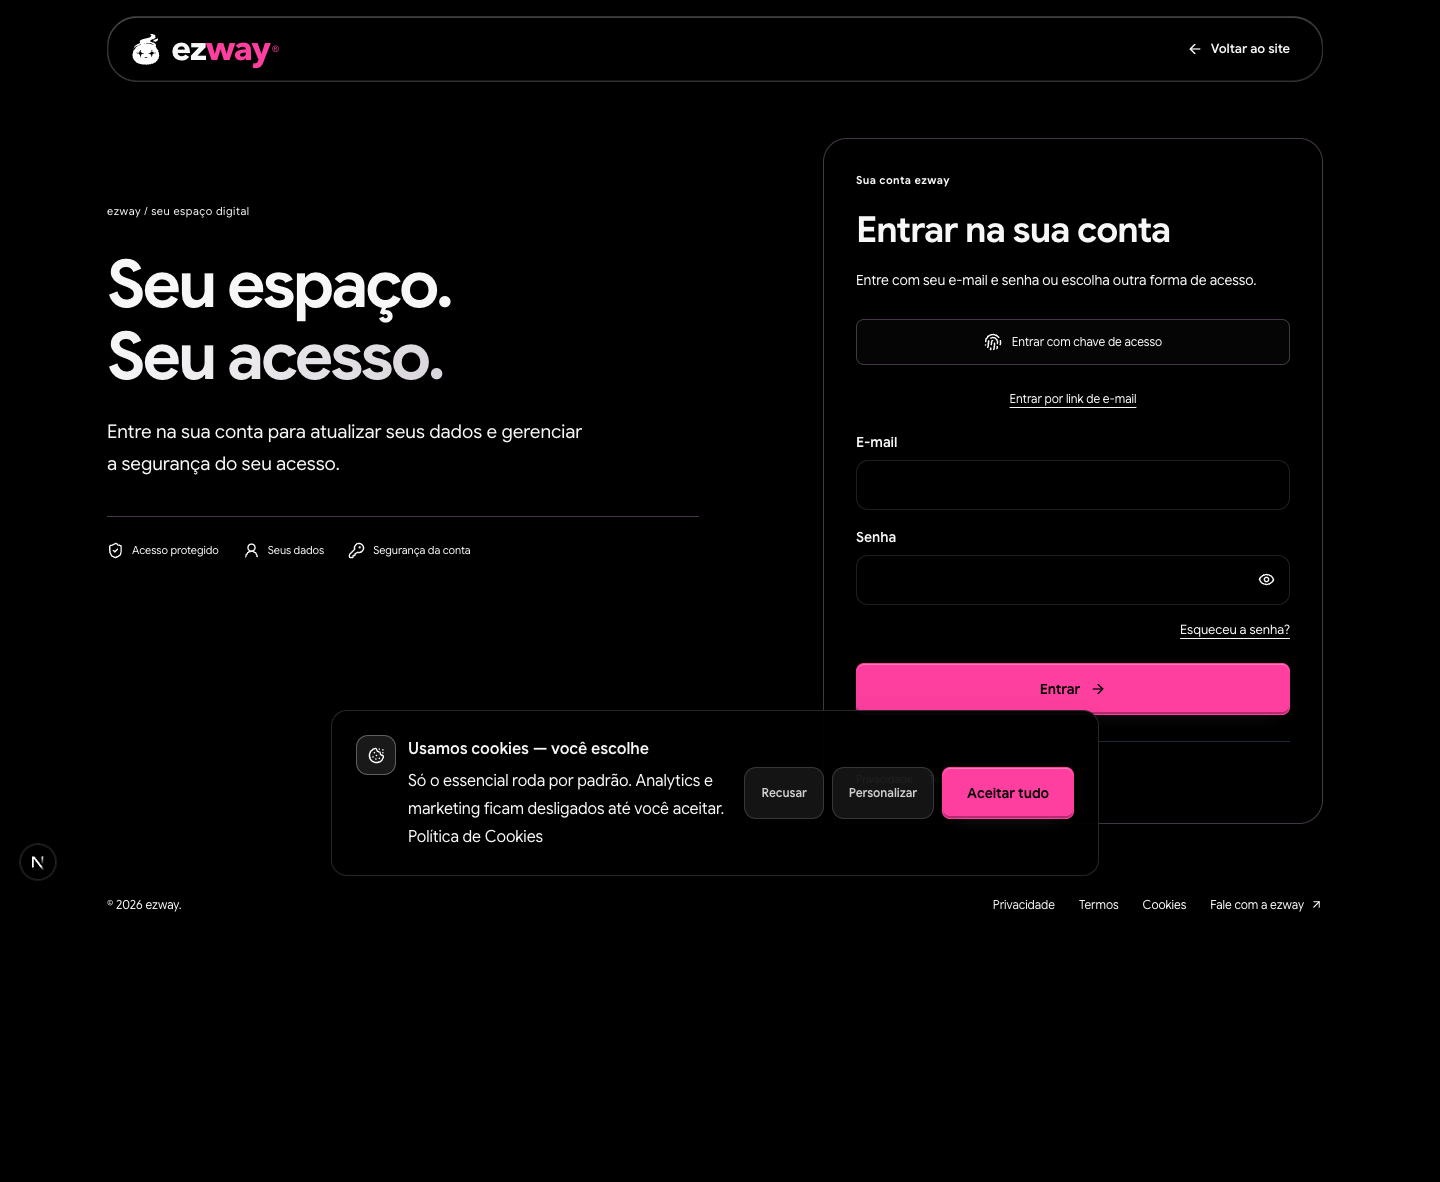 ezway®
Voltar ao site
ezway / seu espaço digital
Seu espaço.
Seu acesso.
Entre na sua conta para atualizar seus dados e gerenciar
a segurança do seu acesso.
Acesso protegido
Seus dados
Segurança da conta
Sua conta ezway
Entrar na sua conta
Entre com seu e-mail e senha ou escolha outra forma de acesso.
Entrar com chave de acesso
Entrar por link de e-mail
E-mail
Senha
Esqueceu a senha?
Entrar
Usamos cookies — você escolhe
Só o essencial roda por padrão. Analytics e
marketing ficam desligados até você aceitar.
Política de Cookies
Recusar
Privacidade
Personalizar
Aceitar tudo
N
© 2026 ezway.
Privacidade
Termos
Cookies
Fale com a ezway